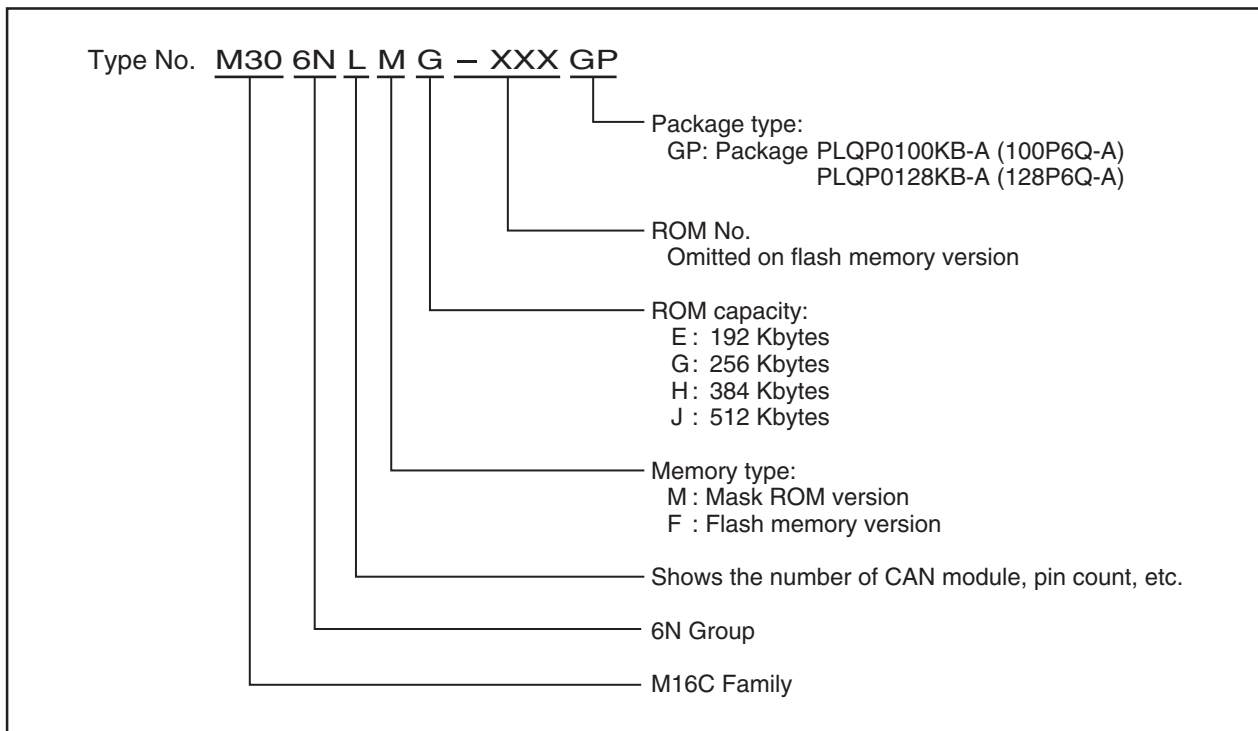 Type No. M30 6N L M G – XXX GP
Package type:
GP: Package PLQP0100KB-A (100P6Q-A)
PLQP0128KB-A (128P6Q-A)
ROM No.
Omitted on flash memory version
ROM capacity:
E : 192 Kbytes
G: 256 Kbytes
H: 384 Kbytes
J : 512 Kbytes
Memory type:
M : Mask ROM version
F : Flash memory version
Shows the number of CAN module, pin count, etc.
6N Group
M16C Family